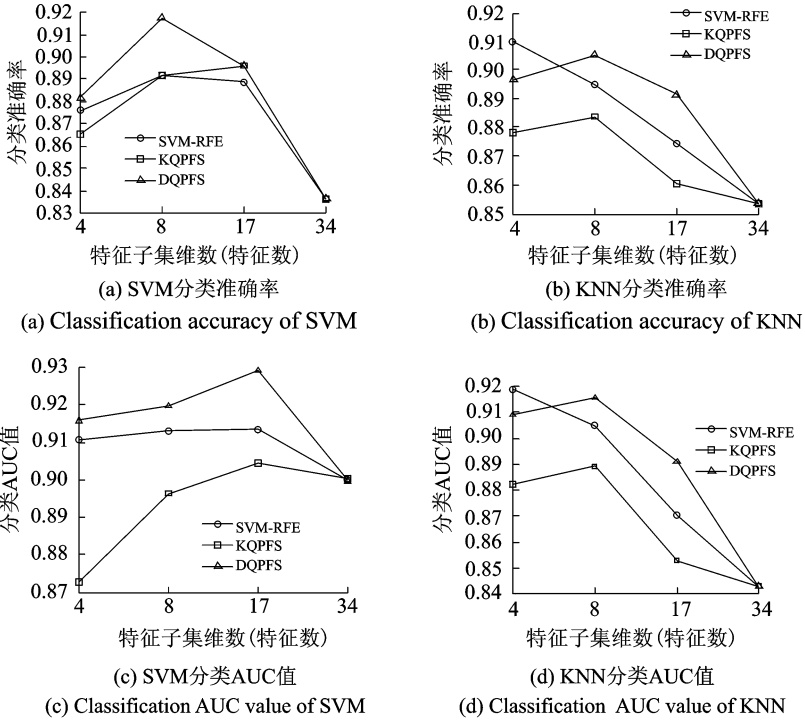 0.92
0.91
0.90
0.89
0.88
0.87
0.86
0.85
0.84
0.83
分类准确率
SVM-RFE
KQPFS
DQPFS
4 8 17 34
特征子集维数(特征数)
(a) SVM分类准确率
(a) Classification accuracy of SVM
0.92
0.91
0.90
0.89
0.88
0.87
0.86
0.85
分类准确率
SVM-RFE
KQPFS
DQPFS
4 8 17 34
特征子集维数(特征数)
(b) KNN分类准确率
(b) Classification accuracy of KNN
0.93
0.92
0.91
0.90
0.89
0.88
0.87
分类AUC值
SVM-RFE
KQPFS
DQPFS
4 8 17 34
特征子集维数(特征数)
(c) SVM分类AUC值
(c) Classification AUC value of SVM
0.92
0.91
0.90
0.89
0.88
0.87
0.86
0.85
0.84
分类AUC值
SVM-RFE
KQPFS
DQPFS
4 8 17 34
特征子集维数(特征数)
(d) KNN分类AUC值
(d) Classification AUC value of KNN